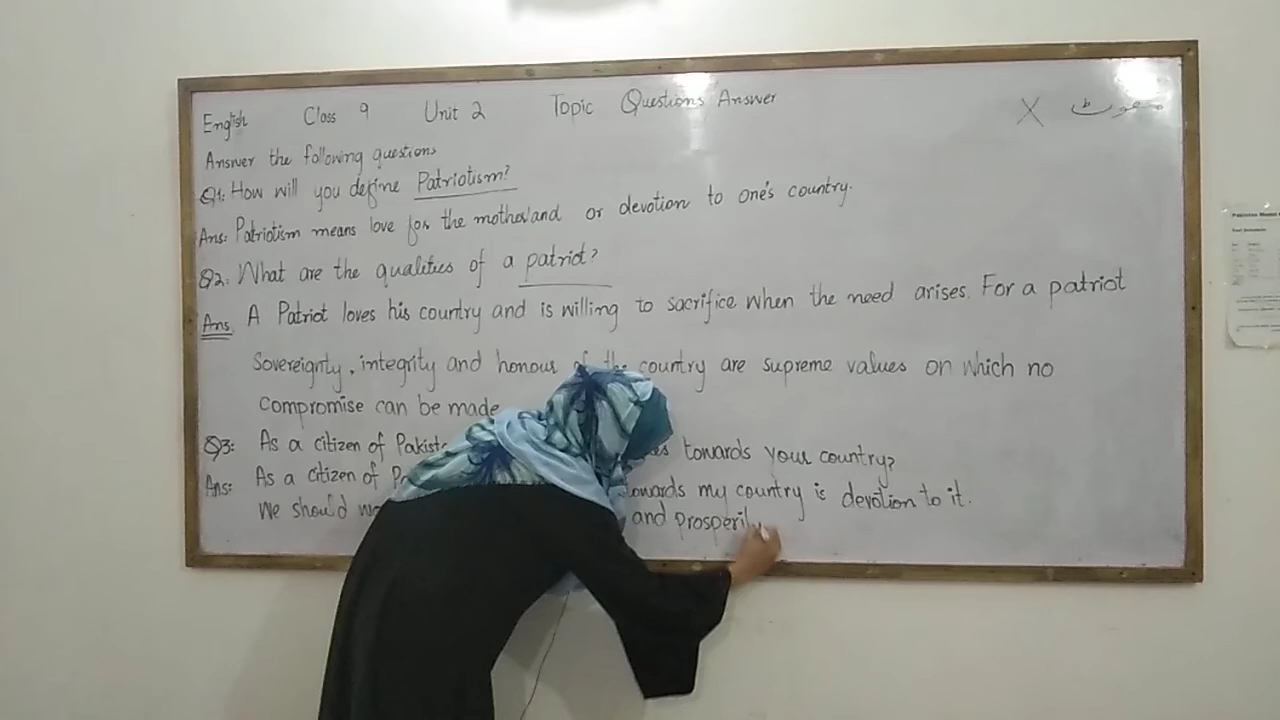 English Class 9 Unit 2 Topic Questions Answer X
Answer the following questions
Q1: How will you define Patriotism?
Ans: Patriotism means love for the motherland or devotion to one's country.
Q2: What are the qualities of a patriot?
Ans A Patriot loves his country and is willing to sacrifice when the need arises. For a patriot
Sovereignty, integrity and honour of the country are supreme values on which no
compromise can be made
Q3: As a citizen of towards your country?
Ans: As a citizen of towards my country is devotion to it.
We should and prosperity